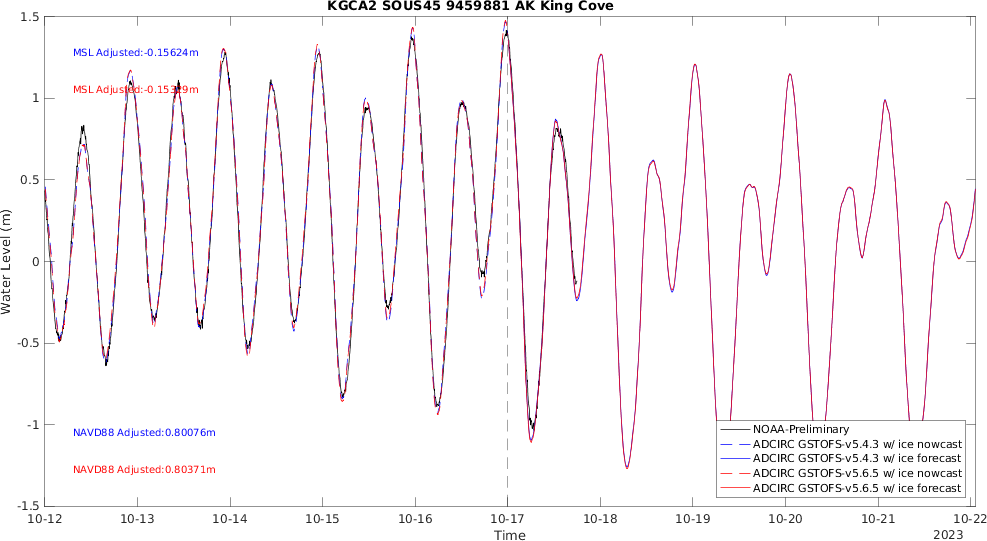 KGCA2 SOUS45 9459881 AK King Cove
MSL Adjusted:-0.15624m
MSL Adjusted:-0.15379m
NAVD88 Adjusted:0.80076m
NAVD88 Adjusted:0.80371m
Water Level (m)
1.5
1
0.5
0
-0.5
-1
-1.5
NOAA-Preliminary
ADCIRC GSTOFS-v5.4.3 w/ ice nowcast
ADCIRC GSTOFS-v5.4.3 w/ ice forecast
ADCIRC GSTOFS-v5.6.5 w/ ice nowcast
ADCIRC GSTOFS-v5.6.5 w/ ice forecast
10-12 10-13 10-14 10-15 10-16 10-17 10-18 10-19 10-20 10-21 10-22
Time
2023